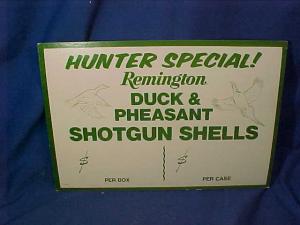 HUNTER SPECIAL!
Remington.
DUCK &
PHEASANT
SHOTGUN SHELLS
$ $
PER BOX PER CASE